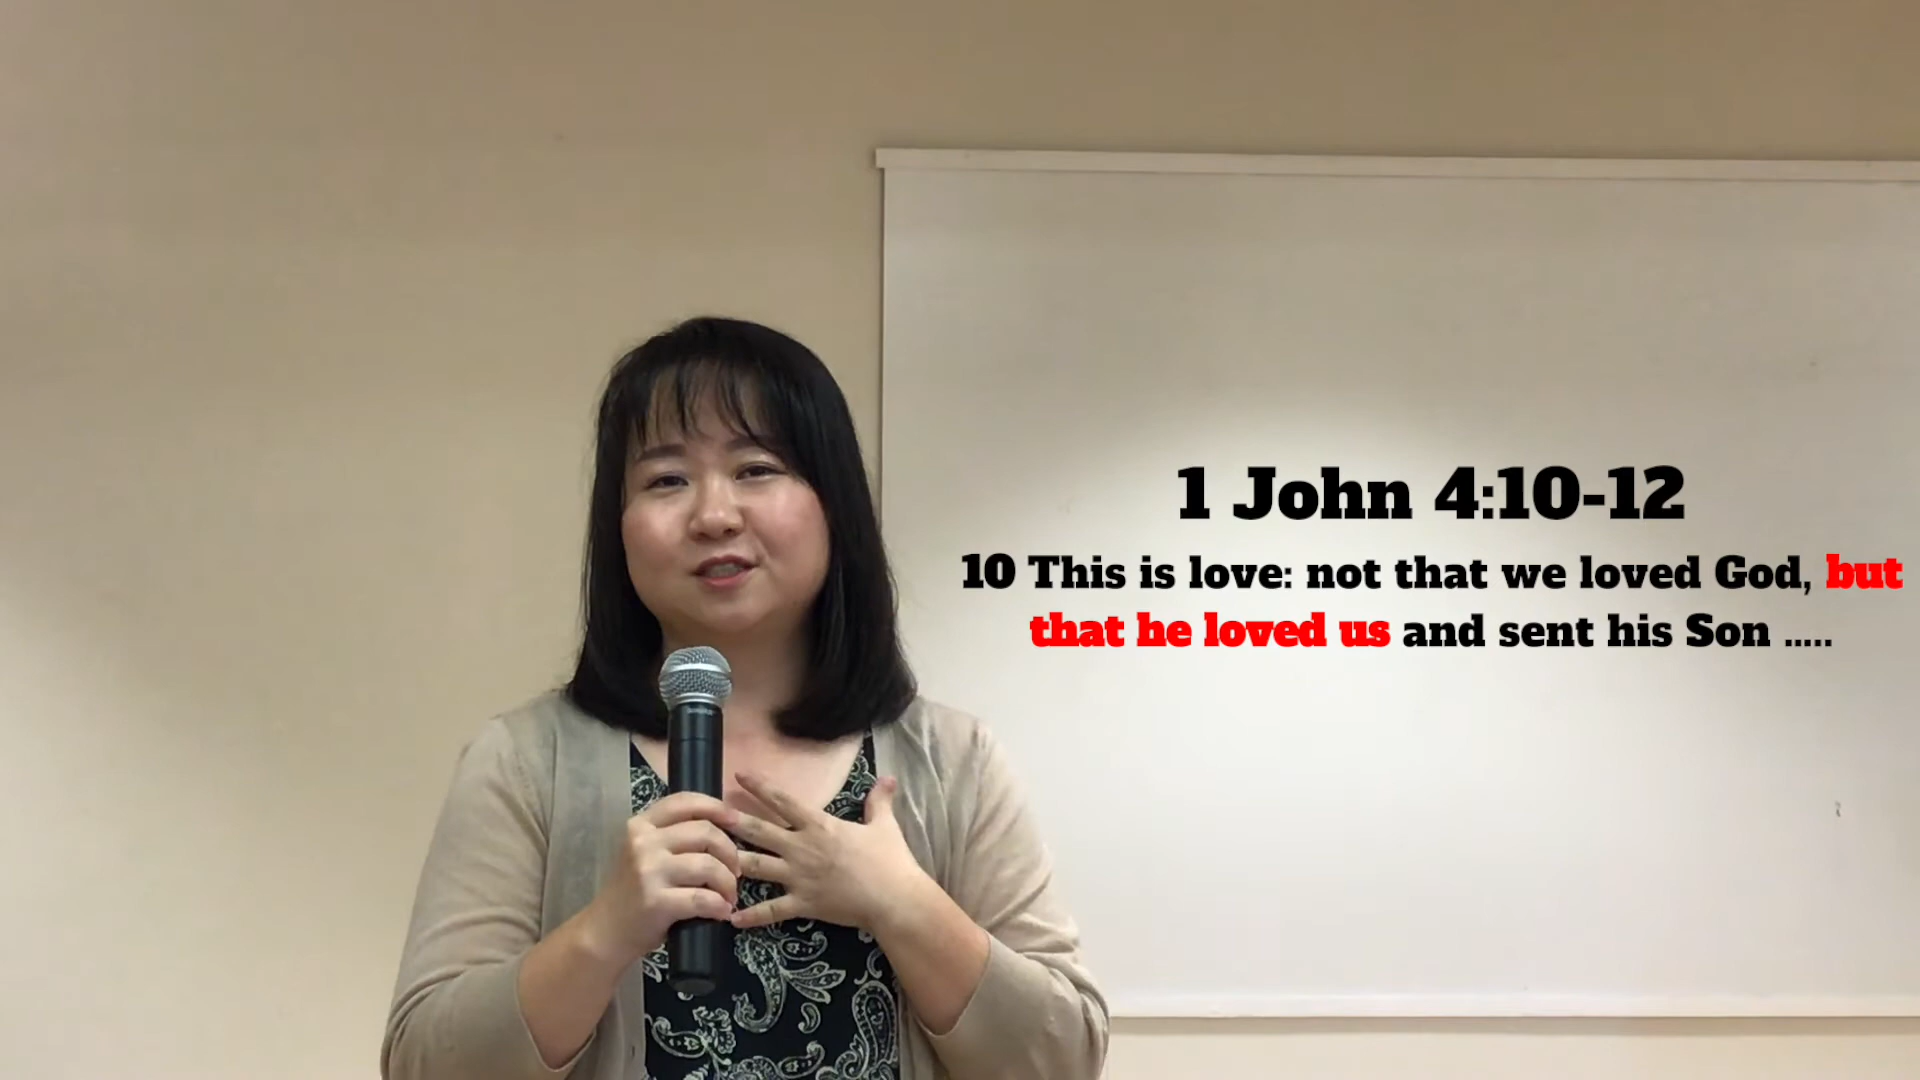 1 John 4:10-12
10 This is love: not that we loved God, but
that he loved us and sent his Son .....